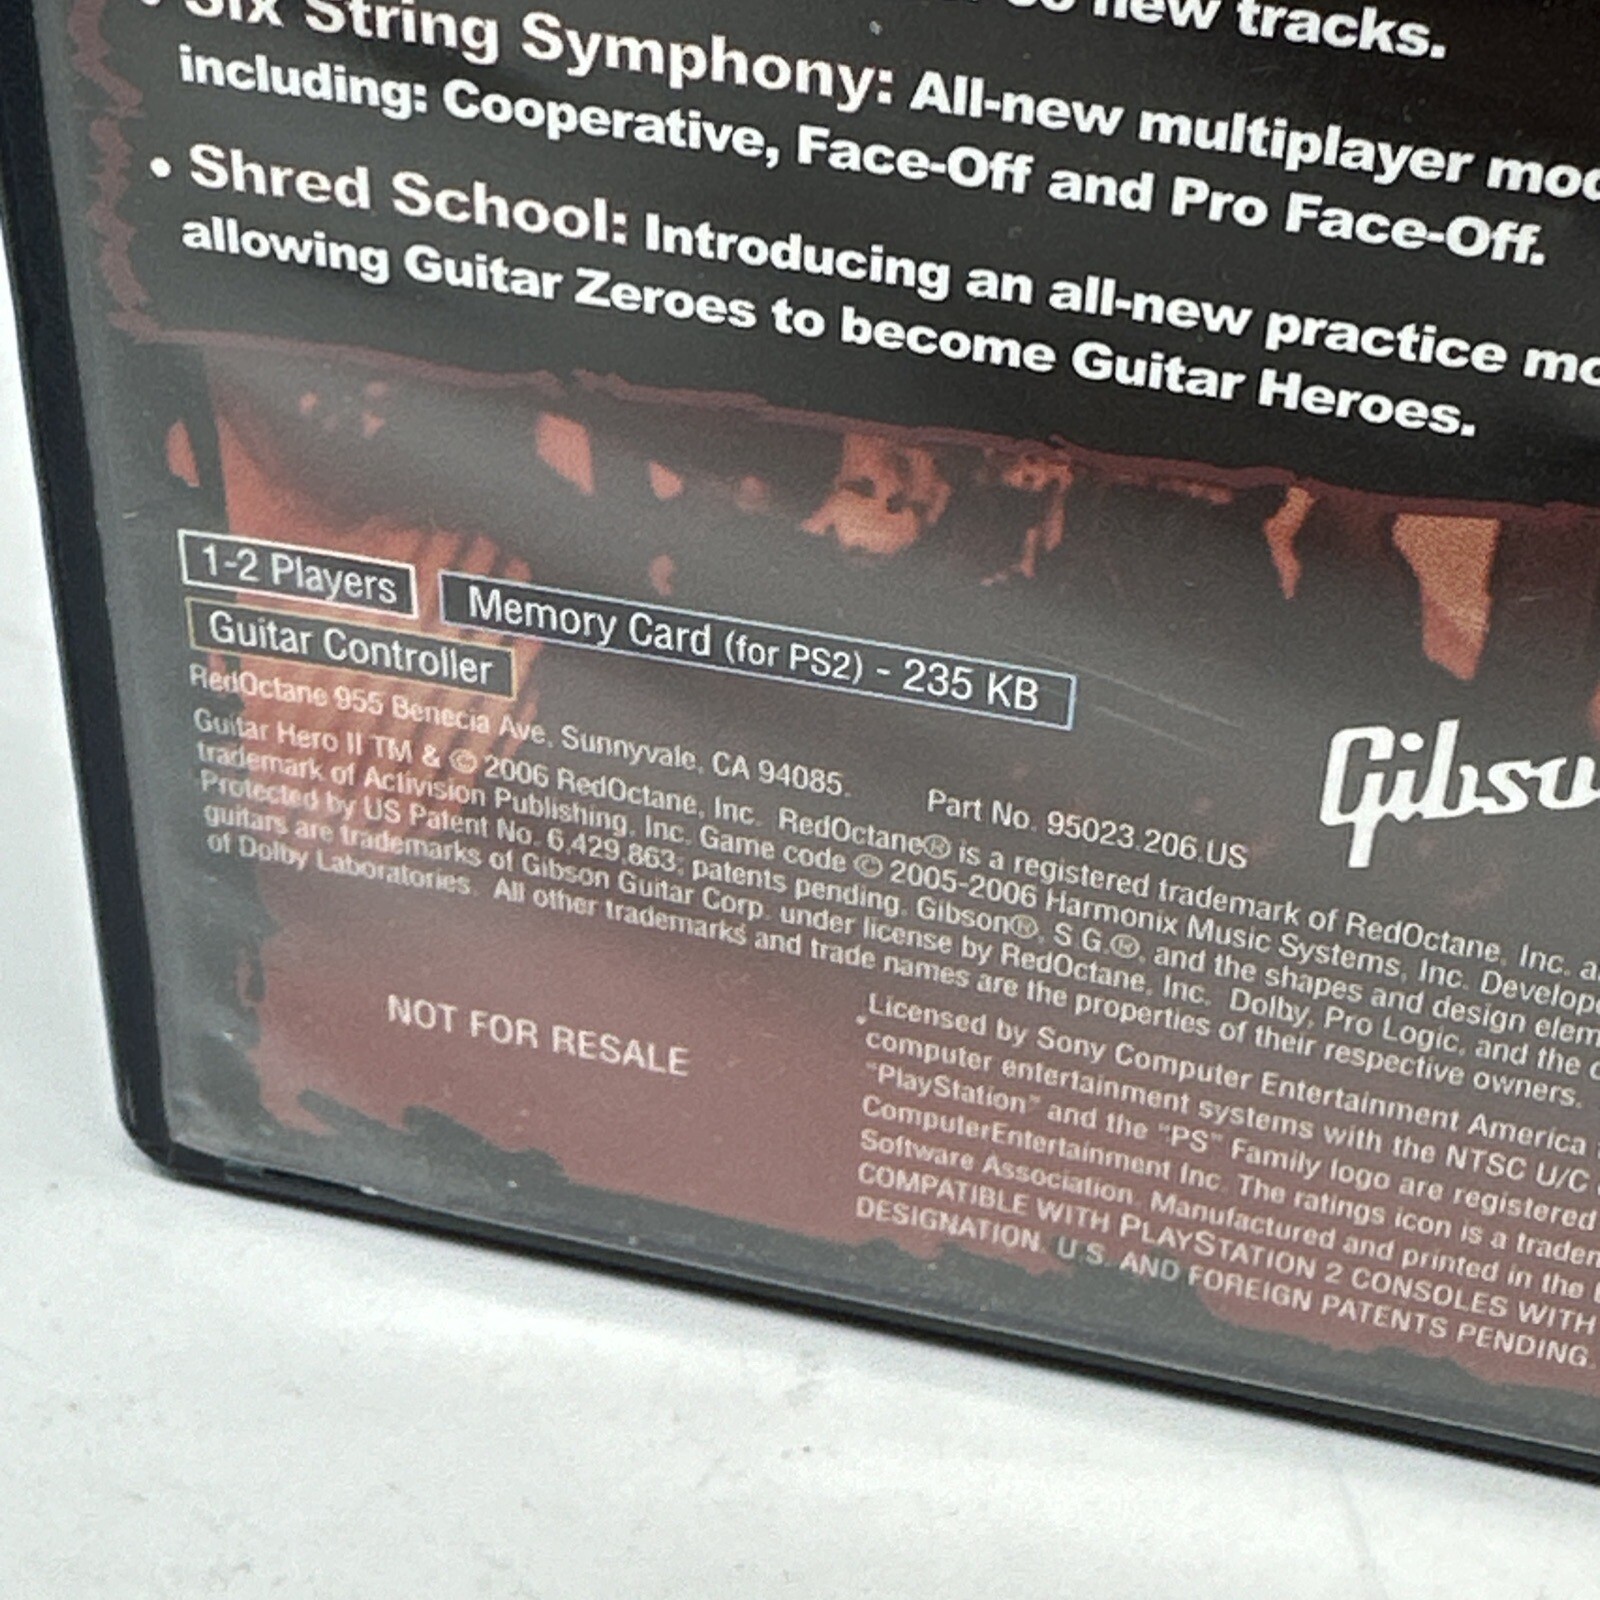 new tracks.
• Six String Symphony: All-new multiplayer
including: Cooperative, Face-Off and Pro Face-Off.
• Shred School: Introducing an all-new practice
allowing Guitar Zeroes to become Guitar Heroes.
1-2 Players
Memory Card (for PS2) - 235 KB
Guitar Controller
Gibson
RedOctane 955 Benecia Ave, Sunnyvale, CA 94085. Part No. 95023.206.US
Guitar Hero II TM & © 2006 RedOctane, Inc. RedOctane® is a registered trademark of RedOctane, Inc.
trademark of Activision Publishing, Inc. Game code © 2005-2006 Harmonix Music Systems, Inc.
Protected by US Patent No. 6,429,863; patents pending. Gibson®, S.G.®, and the shapes and design
guitars are trademarks of Gibson Guitar Corp. under license by RedOctane, Inc. Dolby, Pro Logic, and the
of Dolby Laboratories. All other trademarks and trade names are the properties of their respective owners.
NOT FOR RESALE
Licensed by Sony Computer Entertainment America
computer entertainment systems with the NTSC U/C
"PlayStation" and the "PS" Family logo are registered
ComputerEntertainment Inc. The ratings icon is a
Software Association. Manufactured and printed in the
COMPATIBLE WITH PLAYSTATION 2 CONSOLES WITH
DESIGNATION. U.S. AND FOREIGN PATENTS PENDING.